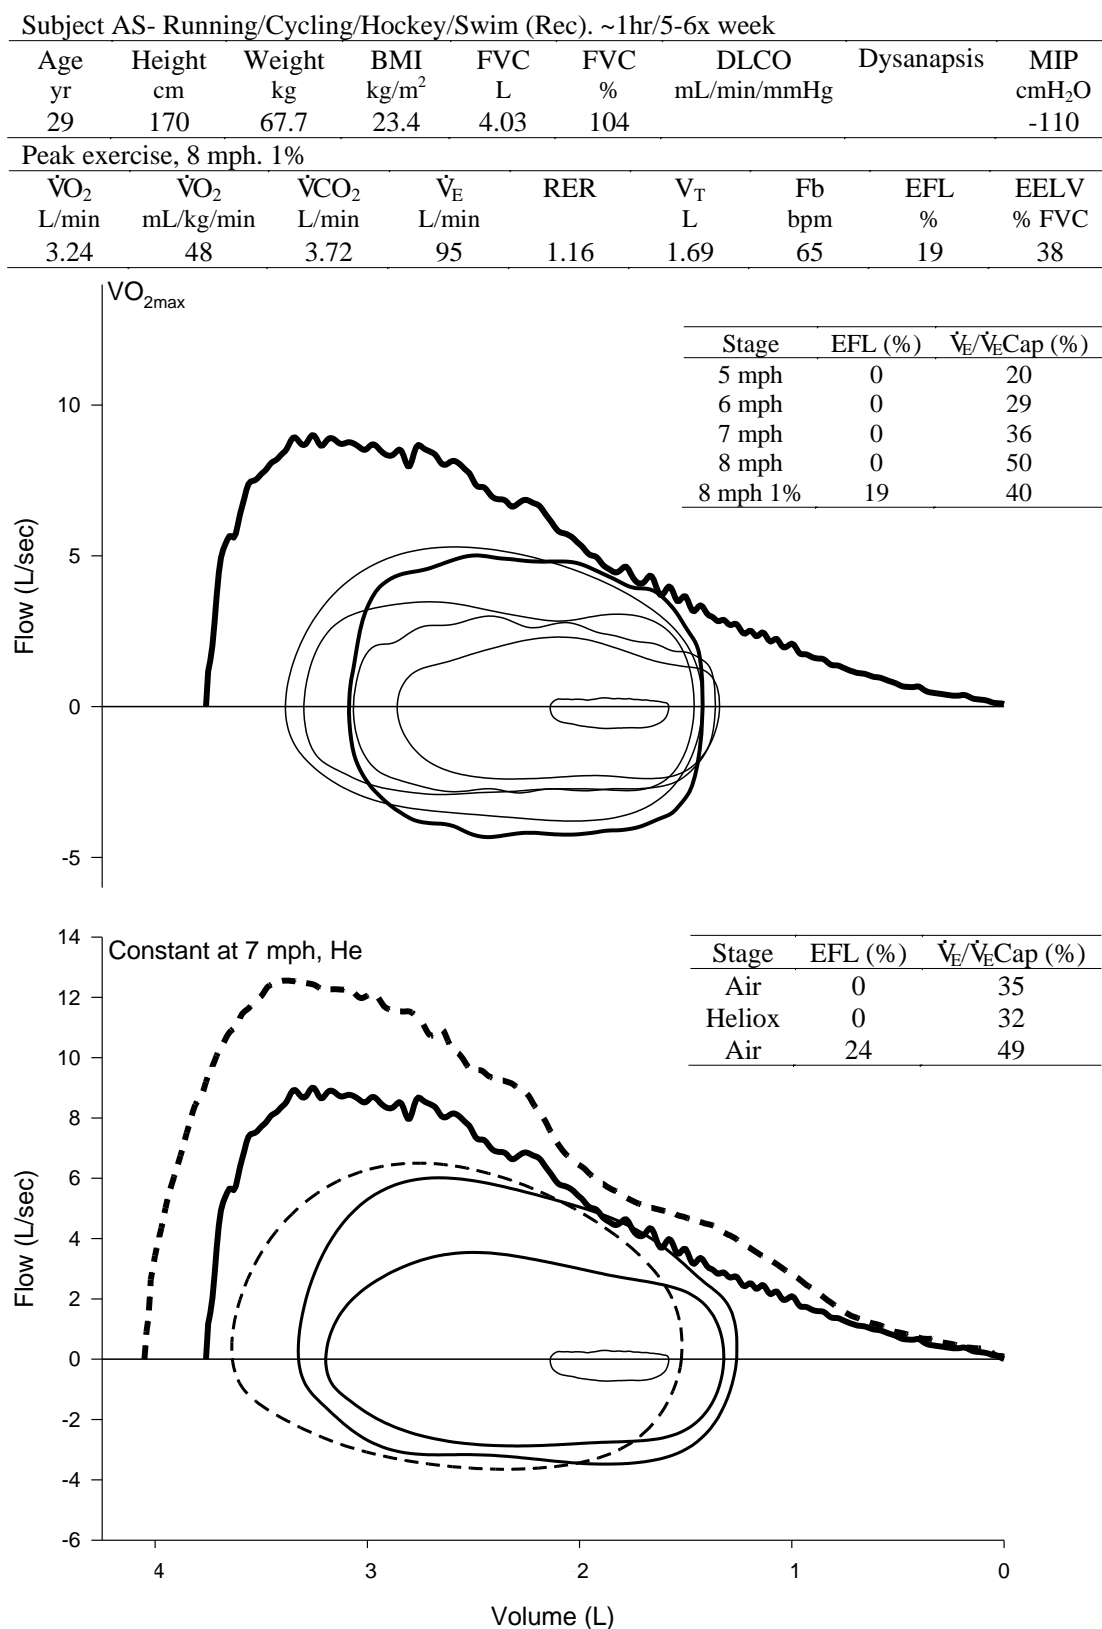 Subject AS- Running/Cycling/Hockey/Swim (Rec). ~1hr/5-6x week
Age Height Weight BMI FVC FVC DLCO Dysanapsis MIP
yr cm kg kg/m² L % mL/min/mmHg cmH₂O
29 170 67.7 23.4 4.03 104 -110
Peak exercise, 8 mph. 1%
V̇O₂ V̇O₂ V̇CO₂ V̇E RER VT Fb EFL EELV
L/min mL/kg/min L/min L/min L bpm % % FVC
3.24 48 3.72 95 1.16 1.69 65 19 38
VO₂max
Stage EFL (%) V̇E/V̇ECap (%)
5 mph 0 20
6 mph 0 29
7 mph 0 36
8 mph 0 50
8 mph 1% 19 40
10
5
0
-5
Flow (L/sec)
Constant at 7 mph, He
Stage EFL (%) V̇E/V̇ECap (%)
Air 0 35
Heliox 0 32
Air 24 49
14
12
10
8
6
4
2
0
-2
-4
-6
Flow (L/sec)
4 3 2 1 0
Volume (L)